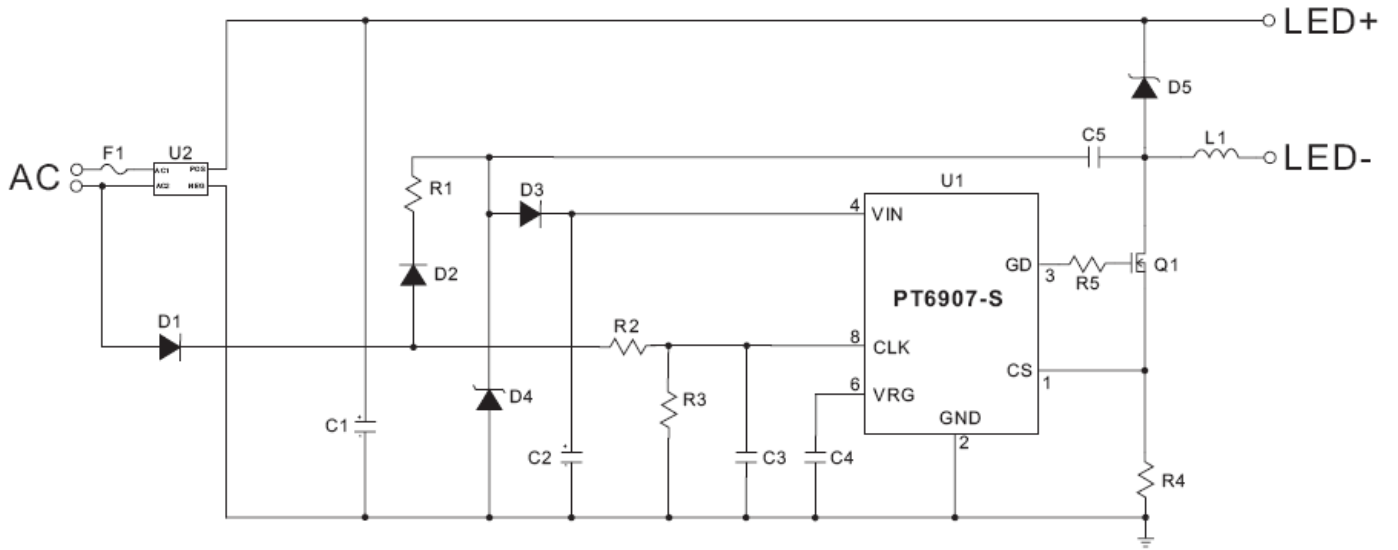 LED+
D5
C5
L1
LED-
F1
U2
AC
AC1
POS
AC2
NEG
R1
D3
U1
4
VIN
D2
GD
3
R5
Q1
PT6907-S
D1
R2
8
CLK
CS
1
D4
R3
6
VRG
C1
+
-
GND
2
C2
+
-
C3
C4
R4